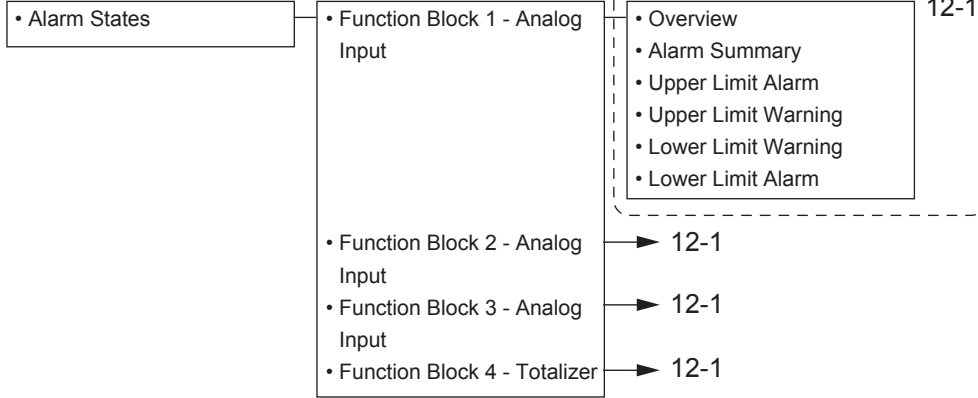 • Alarm States
• Function Block 1 - Analog
Input
• Overview
• Alarm Summary
• Upper Limit Alarm
• Upper Limit Warning
• Lower Limit Warning
• Lower Limit Alarm
12-1
• Function Block 2 - Analog
Input
12-1
• Function Block 3 - Analog
Input
12-1
• Function Block 4 - Totalizer
12-1